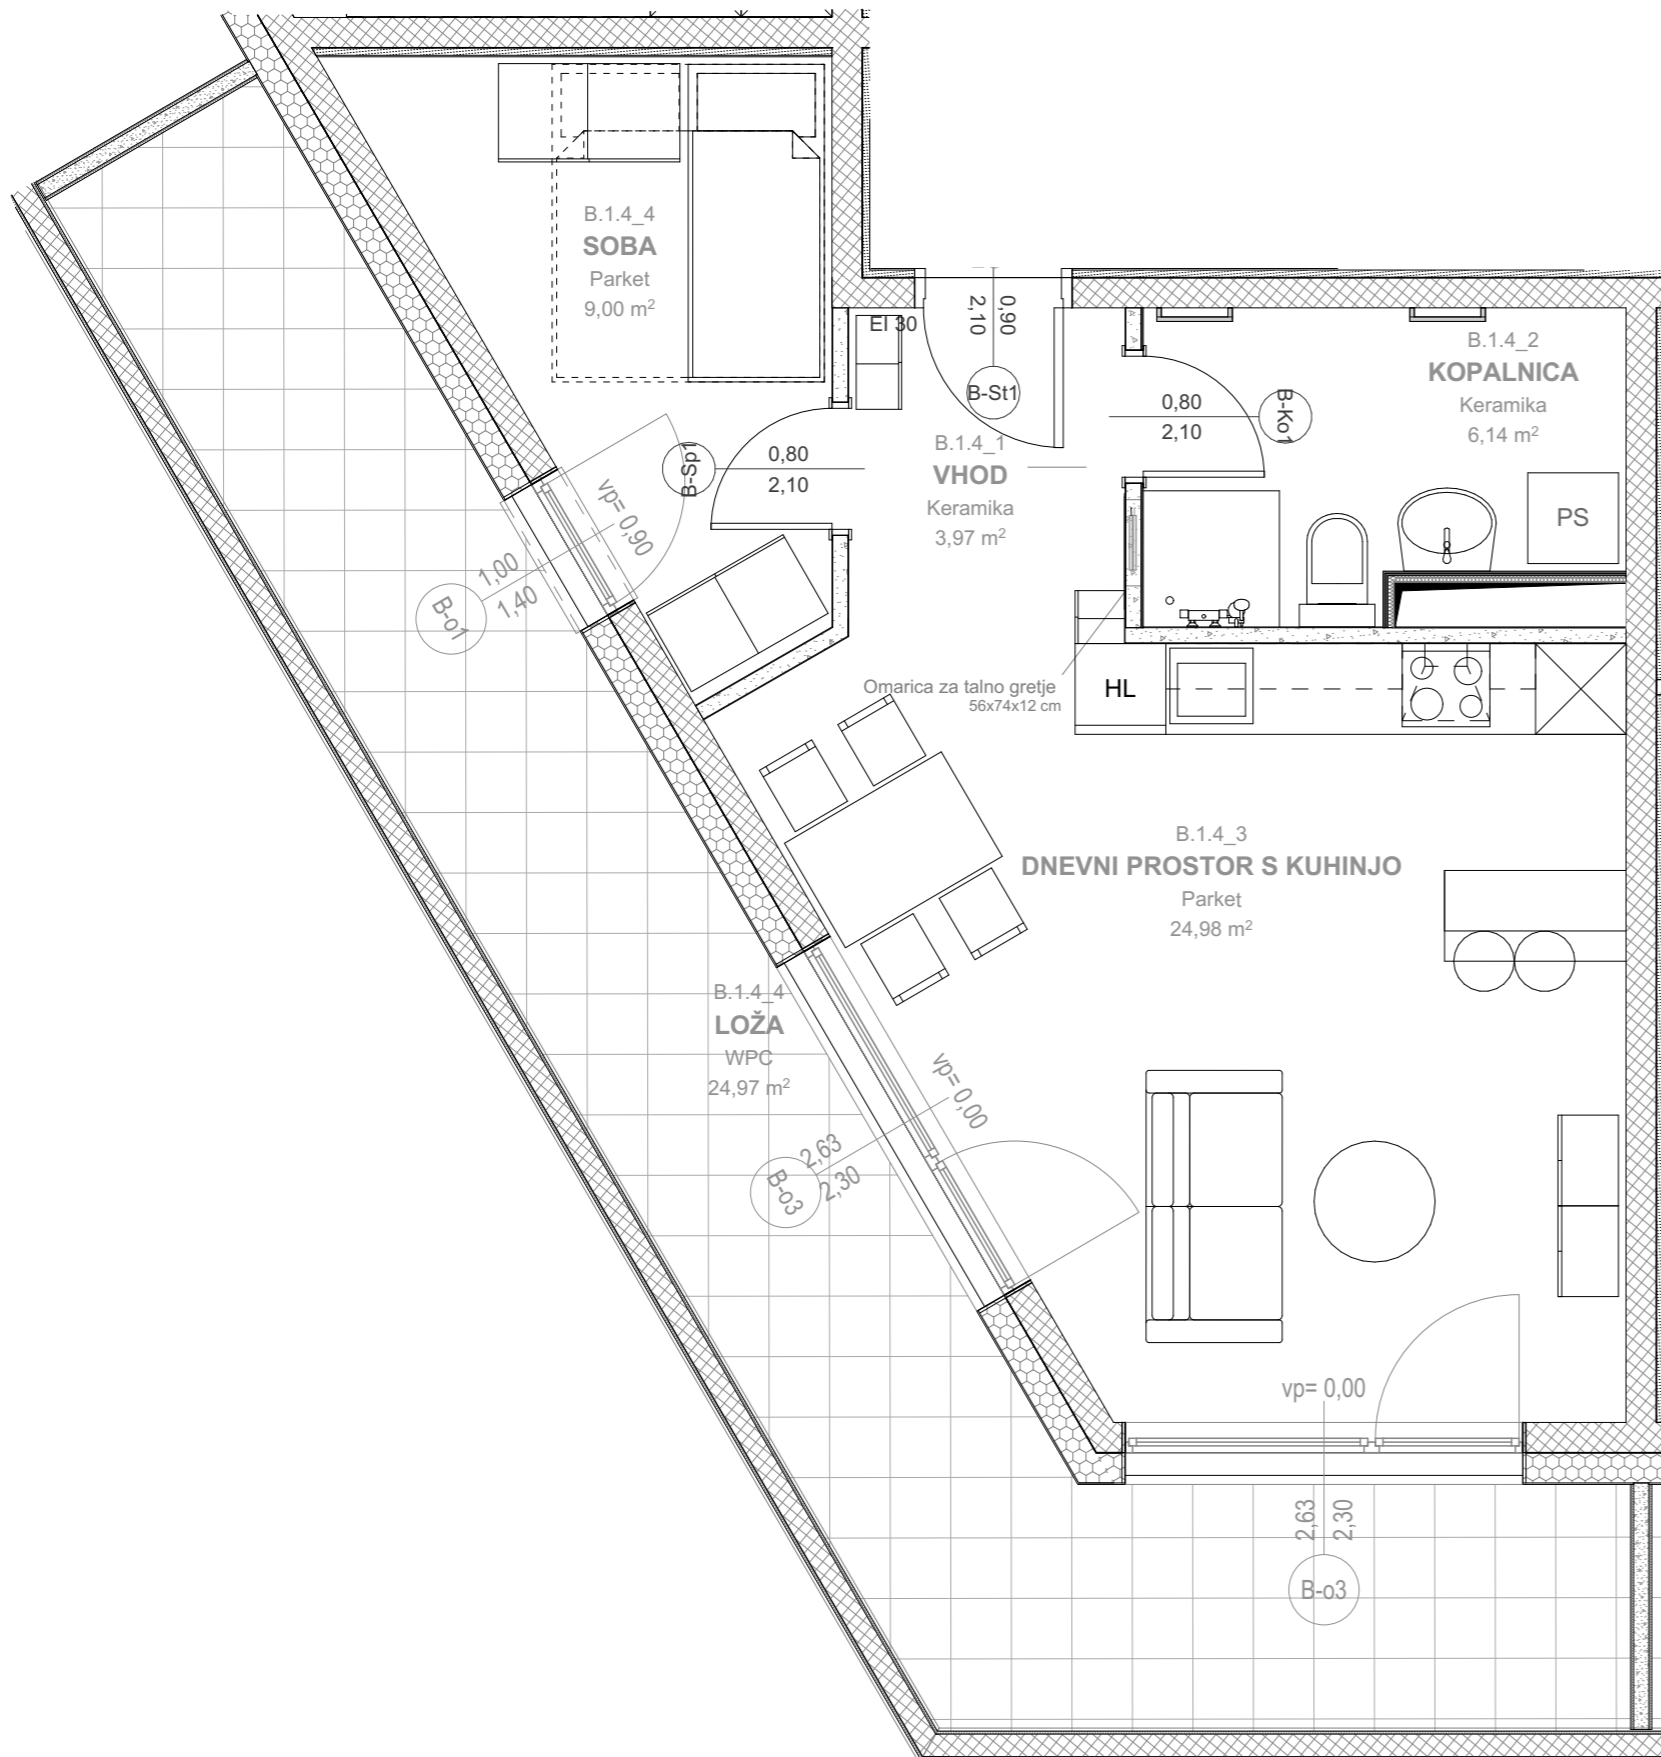 B.1.4_4
SOBA
Parket
9,00 m²
EI 30
0,90
2,10
B-St1
B.1.4_2
KOPALNICA
Keramika
6,14 m²
0,80
2,10
B-Ko1
B-Sp1
0,80
2,10
B.1.4_1
VHOD
Keramika
3,97 m²
PS
vp= 0,90
1,00
1,40
B-o1
Omarica za talno gretje
56x74x12 cm
HL
B.1.4_3
DNEVNI PROSTOR S KUHINJO
Parket
24,98 m²
B.1.4_4
LOŽA
WPC
24,97 m²
vp= 0,00
2,63
2,30
B-o3
vp= 0,00
2,63
2,30
B-o3